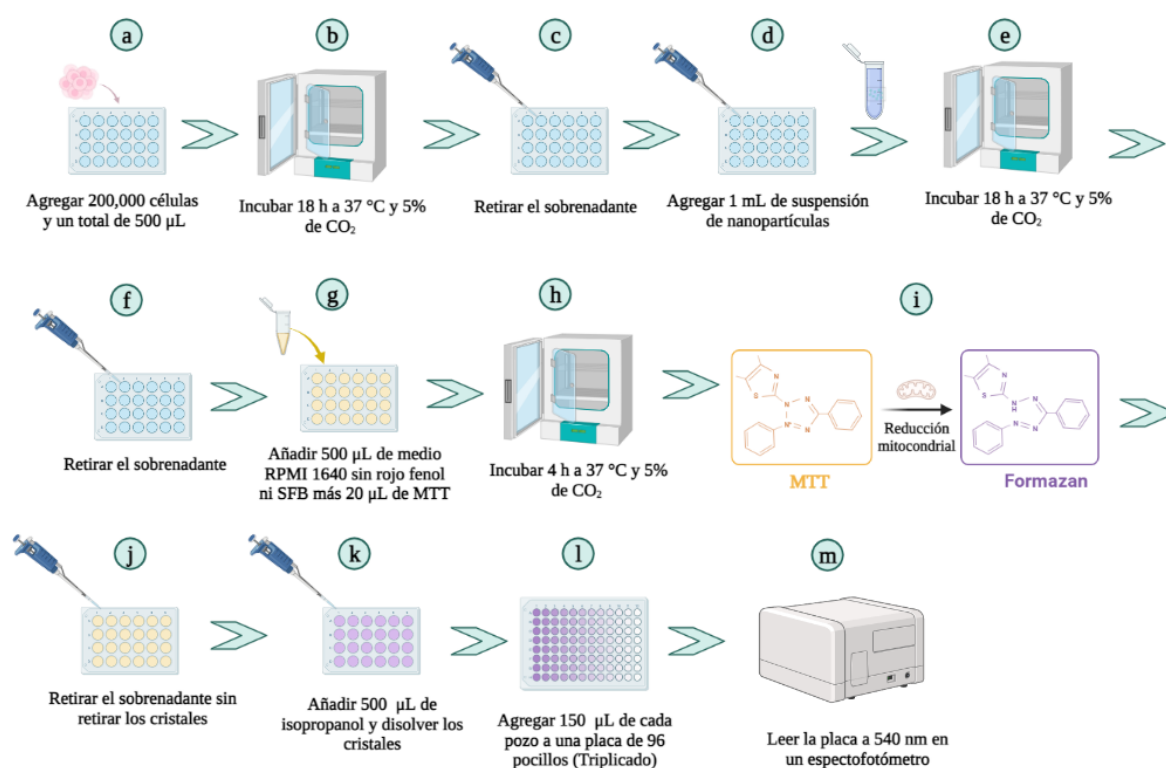 a
b
c
d
e
Agregar 200,000 células
y un total de 500 μL
Incubar 18 h a 37 °C y 5%
de CO₂
Retirar el sobrenadante
Agregar 1 mL de suspensión
de nanopartículas
Incubar 18 h a 37 °C y 5%
de CO₂
f
g
h
i
Retirar el sobrenadante
Añadir 500 μL de medio
RPMI 1640 sin rojo fenol
ni SFB más 20 μL de MTT
Incubar 4 h a 37 °C y 5%
de CO₂
N
S
N
N
N⁺
N
MTT
Reducción
mitocondrial
N
S
N
H
N
N
N
Formazan
j
k
l
m
Retirar el sobrenadante sin
retirar los cristales
Añadir 500 μL de
isopropanol y disolver los
cristales
Agregar 150 μL de cada
pozo a una placa de 96
pocillos (Triplicado)
Leer la placa a 540 nm en
un espectofotómetro